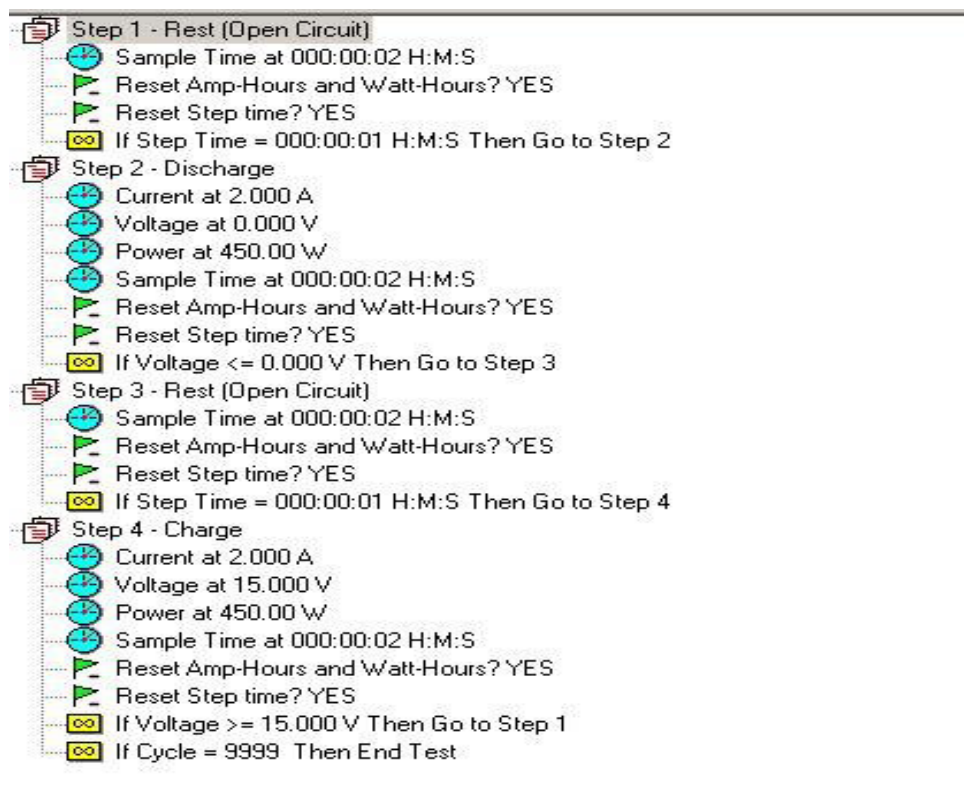 Step 1 - Rest (Open Circuit)
Sample Time at 000:00:02 H:M:S
Reset Amp-Hours and Watt-Hours? YES
Reset Step time? YES
If Step Time = 000:00:01 H:M:S Then Go to Step 2
Step 2 - Discharge
Current at 2.000 A
Voltage at 0.000 V
Power at 450.00 W
Sample Time at 000:00:02 H:M:S
Reset Amp-Hours and Watt-Hours? YES
Reset Step time? YES
If Voltage <= 0.000 V Then Go to Step 3
Step 3 - Rest (Open Circuit)
Sample Time at 000:00:02 H:M:S
Reset Amp-Hours and Watt-Hours? YES
Reset Step time? YES
If Step Time = 000:00:01 H:M:S Then Go to Step 4
Step 4 - Charge
Current at 2.000 A
Voltage at 15.000 V
Power at 450.00 W
Sample Time at 000:00:02 H:M:S
Reset Amp-Hours and Watt-Hours? YES
Reset Step time? YES
If Voltage >= 15.000 V Then Go to Step 1
If Cycle = 9999 Then End Test